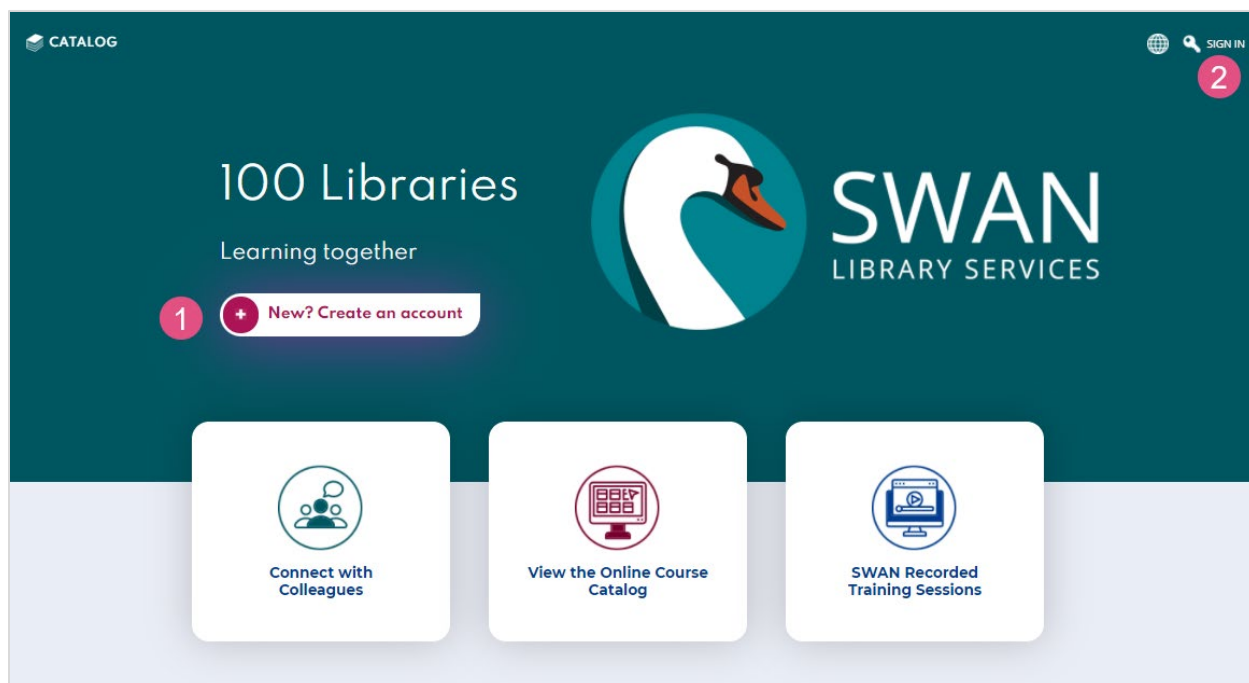 CATALOG
SIGN IN
2
100 Libraries
Learning together
1
+ New? Create an account
SWAN
LIBRARY SERVICES
Connect with
Colleagues
View the Online Course
Catalog
SWAN Recorded
Training Sessions